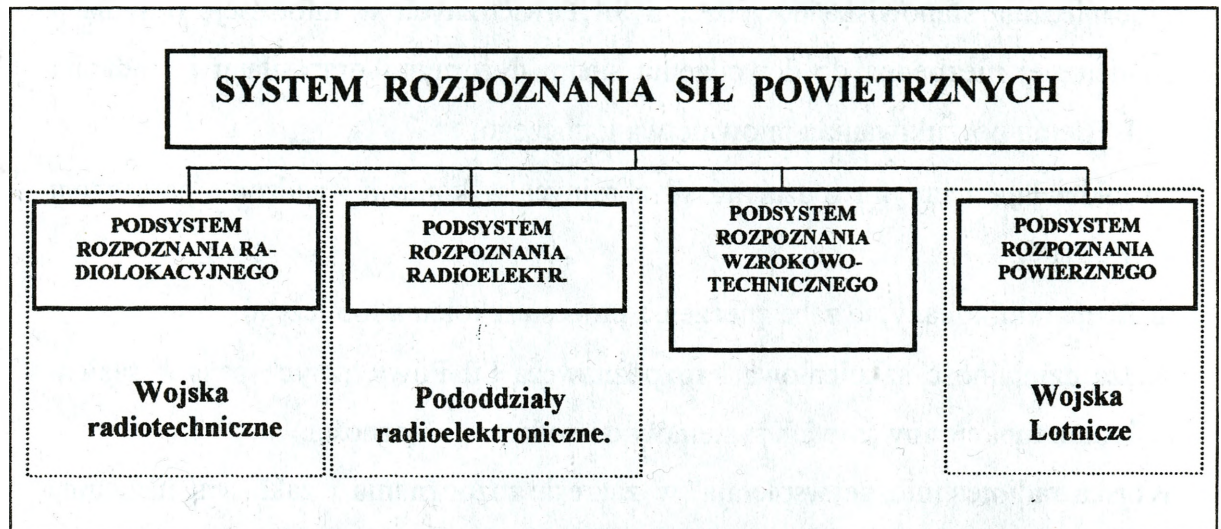 SYSTEM ROZPOZNANIA SIŁ POWIETRZNYCH
PODSYSTEM
ROZPOZNANIA RA-
DIOLOKACYJNEGO
PODSYSTEM
ROZPOZNANIA
RADIOELEKTR.
PODSYSTEM
ROZPOZNANIA
WZROKOWO-
TECHNICZNEGO
PODSYSTEM
ROZPOZNANIA
POWIERZNEGO
Wojska
radiotechniczne
Pododdziały
radioelektroniczne.
Wojska
Lotnicze